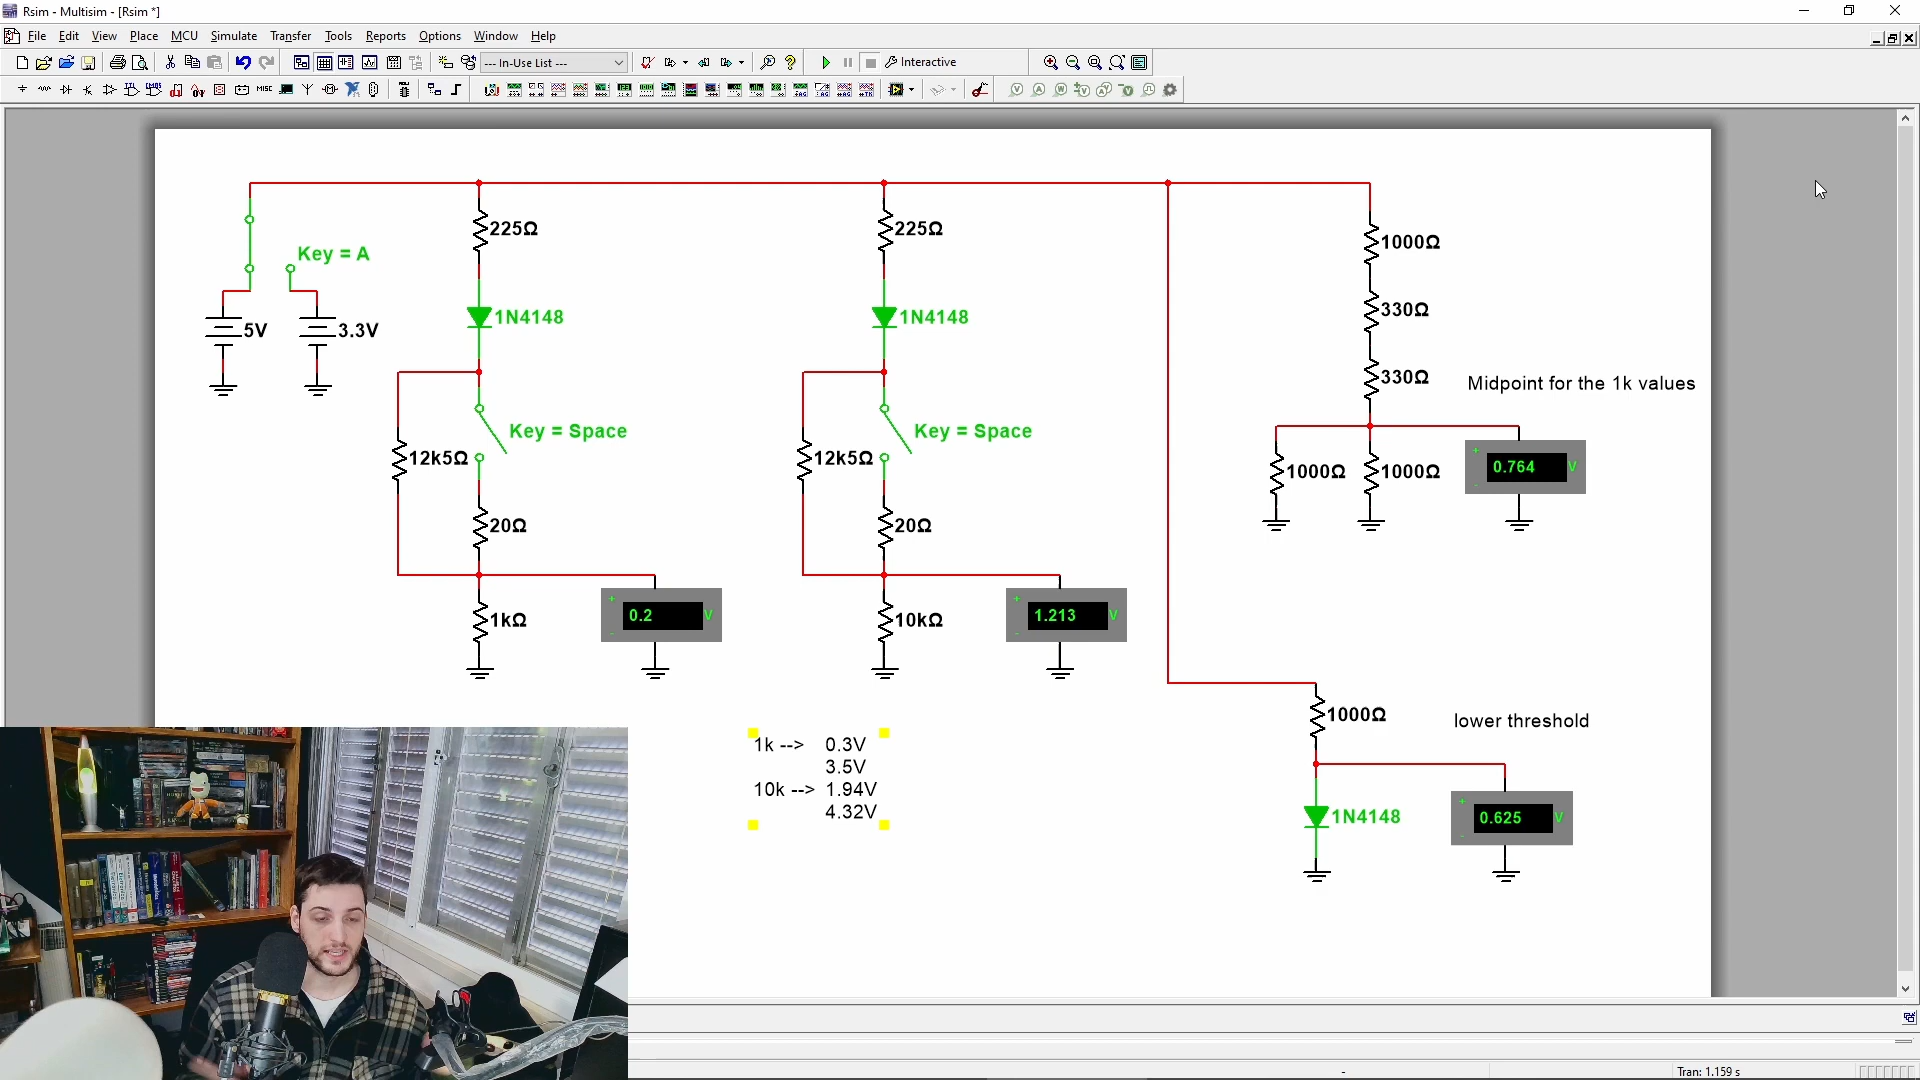 Rsim - Multisim - [Rsim *]
File Edit View Place MCU Simulate Transfer Tools Reports Options Window Help
--- In-Use List ---
Interactive
MISC
Key = A
5V
3.3V
225Ω
1N4148
Key = Space
12k5Ω
20Ω
1kΩ
+ 0.2 V
-
225Ω
1N4148
Key = Space
12k5Ω
20Ω
10kΩ
+ 1.213 V
-
1000Ω
330Ω
330Ω
Midpoint for the 1k values
1000Ω
1000Ω
+ 0.764 V
-
1000Ω
lower threshold
1N4148
+ 0.625 V
-
1k --> 0.3V
3.5V
10k --> 1.94V
4.32V
-
Tran: 1.159 s